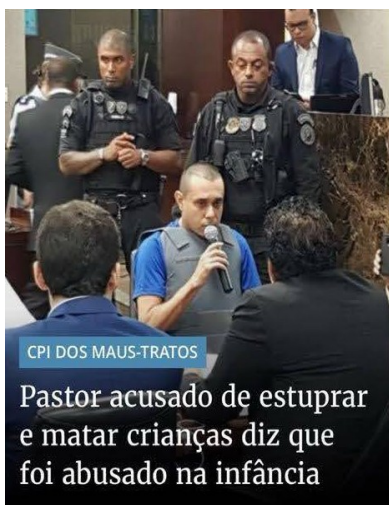 CPI DOS MAUS-TRATOS
Pastor acusado de estuprar
e matar crianças diz que
foi abusado na infância